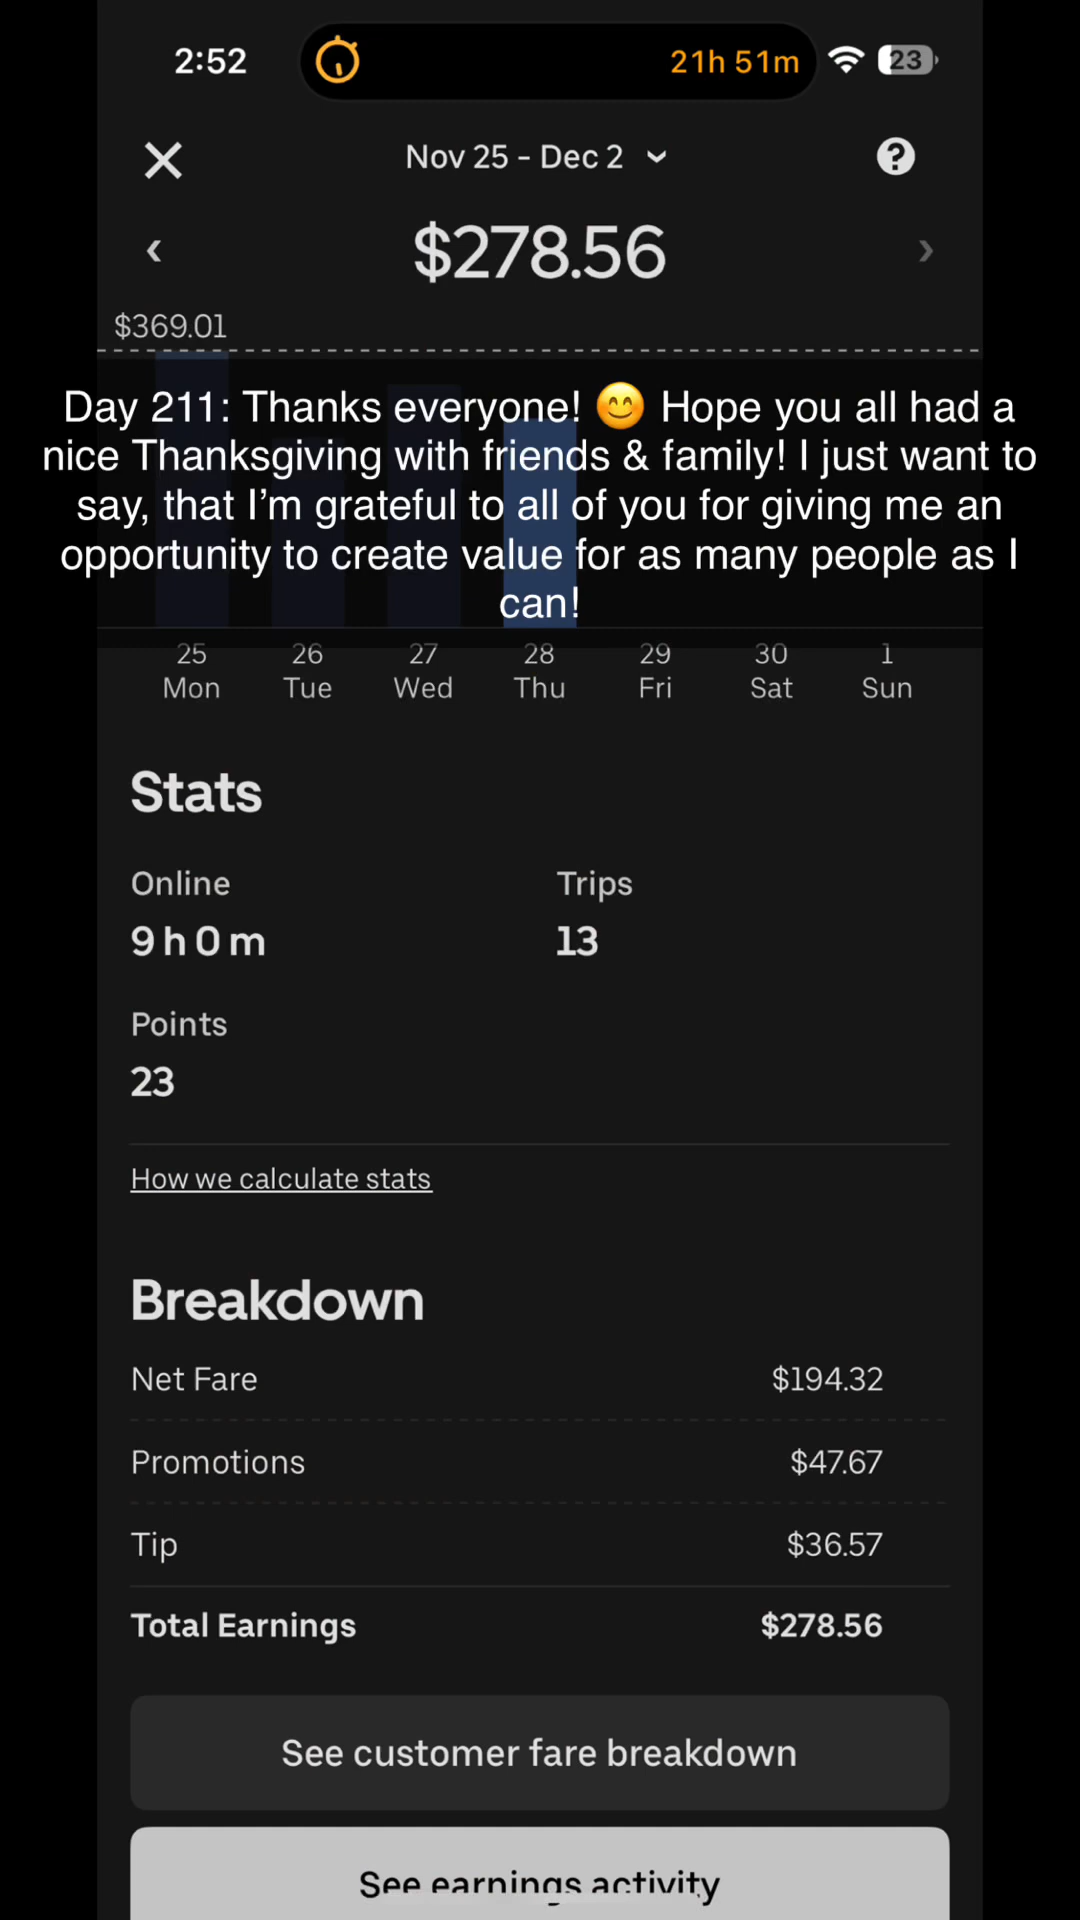 2:52
21h 51m
23
Nov 25 - Dec 2
$278.56
$369.01
Day 211: Thanks everyone! 😊 Hope you all had a
nice Thanksgiving with friends & family! I just want to
say, that I'm grateful to all of you for giving me an
opportunity to create value for as many people as I
can!
25 26 27 28 29 30 1
Mon Tue Wed Thu Fri Sat Sun
Stats
Online Trips
9 h 0 m 13
Points
23
How we calculate stats
Breakdown
Net Fare $194.32
Promotions $47.67
Tip $36.57
Total Earnings $278.56
See customer fare breakdown
See earnings activity